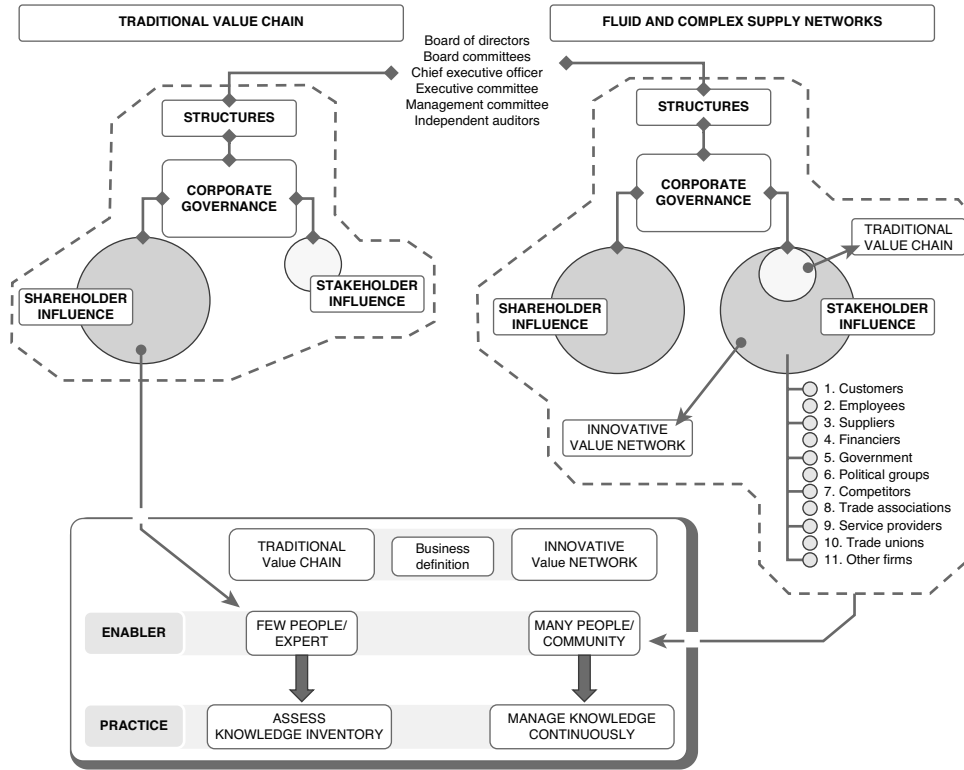 TRADITIONAL VALUE CHAIN
FLUID AND COMPLEX SUPPLY NETWORKS
Board of directors
Board committees
Chief executive officer
Executive committee
Management committee
Independent auditors
STRUCTURES
CORPORATE
GOVERNANCE
SHAREHOLDER
INFLUENCE
STAKEHOLDER
INFLUENCE
STRUCTURES
CORPORATE
GOVERNANCE
TRADITIONAL
VALUE CHAIN
SHAREHOLDER
INFLUENCE
STAKEHOLDER
INFLUENCE
INNOVATIVE
VALUE NETWORK
1. Customers
2. Employees
3. Suppliers
4. Financiers
5. Government
6. Political groups
7. Competitors
8. Trade associations
9. Service providers
10. Trade unions
11. Other firms
TRADITIONAL
Value CHAIN
Business
definition
INNOVATIVE
Value NETWORK
ENABLER
FEW PEOPLE/
EXPERT
MANY PEOPLE/
COMMUNITY
PRACTICE
ASSESS
KNOWLEDGE INVENTORY
MANAGE KNOWLEDGE
CONTINUOUSLY